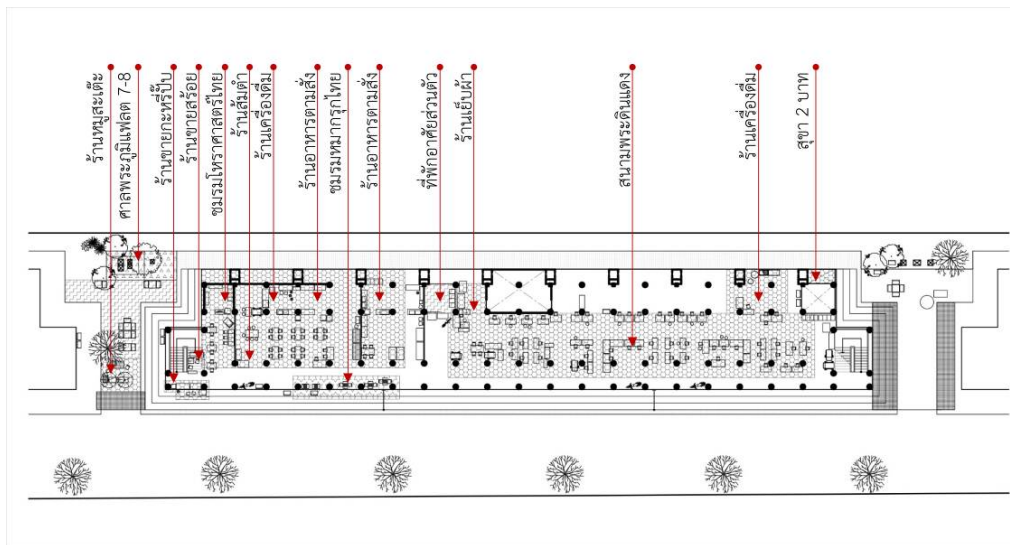 ร้านหมูสะเต๊ะ
ศาลพระภูมิแฟลต 7-8
ร้านขายกะหรี่ปั๊บ
ร้านขายสร้อย
ชมรมโหราศาสตร์ไทย
ร้านส้มตำ
ร้านเครื่องดื่ม
ร้านอาหารตามสั่ง
ชมรมหมากรุกไทย
ร้านอาหารตามสั่ง
ที่พักอาศัยส่วนตัว
ร้านเย็บผ้า
สนามพระดินแดง
ร้านเครื่องดื่ม
สุขา 2 บาท